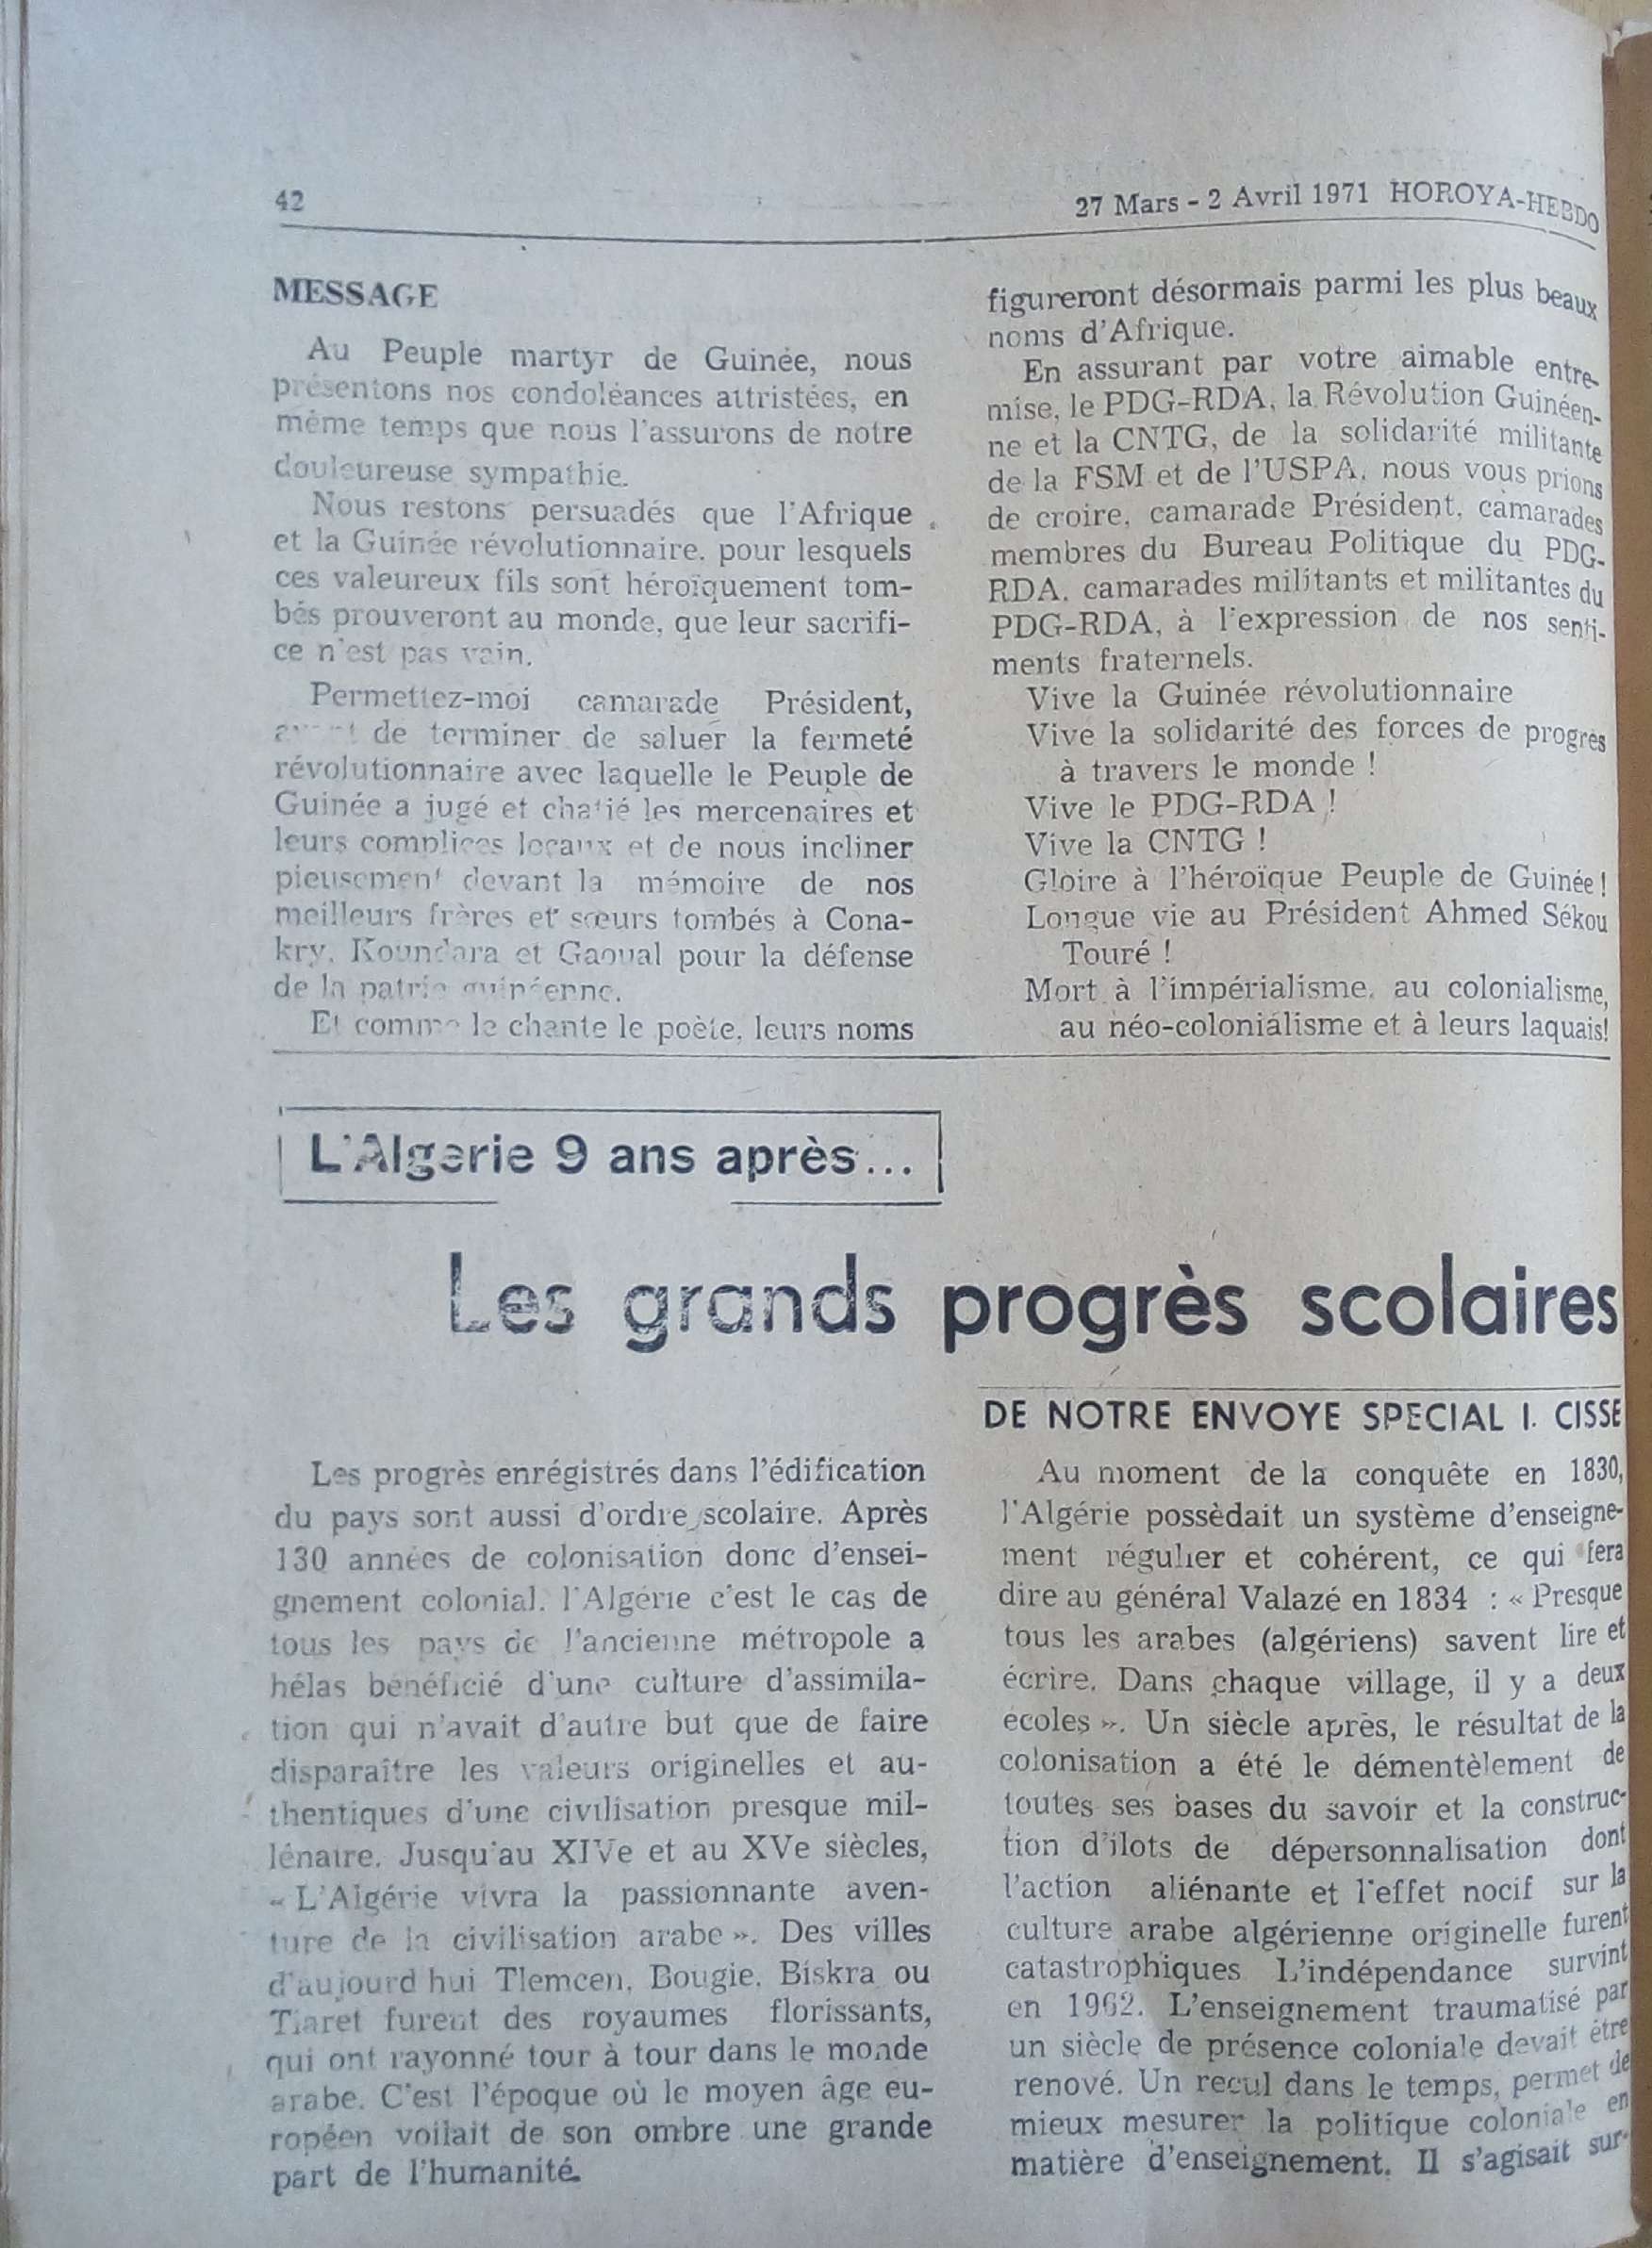 42
27 Mars - 2 Avril 1971 HOROYA-HEBDO
MESSAGE
Au Peuple martyr de Guinée, nous
présentons nos condoléances attristées, en
même temps que nous l'assurons de notre
douloureuse sympathie.
Nous restons persuadés que l'Afrique
et la Guinée révolutionnaire. pour lesquels
ces valeureux fils sont héroïquement tom-
bés prouveront au monde, que leur sacrifi-
ce n'est pas vain.
Permettez-moi camarade Président,
avant de terminer de saluer la fermeté
révolutionnaire avec laquelle le Peuple de
Guinée a jugé et chatié les mercenaires et
leurs complices locaux et de nous incliner
pieusement devant la mémoire de nos
meilleurs frères et sœurs tombés à Cona-
kry, Koundara et Gaoual pour la défense
de la patrie guinéenne.
Et comme le chante le poète, leurs noms
figureront désormais parmi les plus beaux
noms d'Afrique.
En assurant par votre aimable entre-
mise, le PDG-RDA, la Révolution Guinéen-
ne et la CNTG, de la solidarité militante
de la FSM et de l'USPA, nous vous prions
de croire, camarade Président, camarades
membres du Bureau Politique du PDG-
RDA, camarades militants et militantes du
PDG-RDA, à l'expression de nos senti-
ments fraternels.
Vive la Guinée révolutionnaire
Vive la solidarité des forces de progrès
à travers le monde !
Vive le PDG-RDA !
Vive la CNTG !
Gloire à l'héroïque Peuple de Guinée !
Longue vie au Président Ahmed Sékou
Touré !
Mort à l'impérialisme, au colonialisme,
au néo-colonialisme et à leurs laquais!
L'Algerie 9 ans après...
Les grands progrès scolaires
DE NOTRE ENVOYE SPECIAL I. CISSE
Les progrès enrégistrés dans l'édification
du pays sont aussi d'ordre scolaire. Après
130 années de colonisation donc d'ensei-
gnement colonial, l'Algérie c'est le cas de
tous les pays de l'ancienne métropole a
hélas bénéficié d'une culture d'assimila-
tion qui n'avait d'autre but que de faire
disparaître les valeurs originelles et au-
thentiques d'une civilisation presque mil-
lénaire. Jusqu'au XIVe et au XVe siècles,
« L'Algérie vivra la passionnante aven-
ture de la civilisation arabe ». Des villes
d'aujourd'hui Tlemcen, Bougie, Biskra ou
Tiaret furent des royaumes florissants,
qui ont rayonné tour à tour dans le monde
arabe. C'est l'époque où le moyen âge eu-
ropéen voilait de son ombre une grande
part de l'humanité.
Au moment de la conquête en 1830,
l'Algérie possèdait un système d'enseigne-
ment régulier et cohérent, ce qui fera
dire au général Valazé en 1834 : « Presque
tous les arabes (algériens) savent lire et
écrire. Dans chaque village, il y a deux
écoles ». Un siècle après, le résultat de la
colonisation a été le démentèlement de
toutes ses bases du savoir et la construc-
tion d'ilots de dépersonnalisation dont
l'action aliénante et l'effet nocif sur la
culture arabe algérienne originelle furent
catastrophiques. L'indépendance survint
en 1962. L'enseignement traumatisé par
un siècle de présence coloniale devait être
renové. Un recul dans le temps, permet de
mieux mesurer la politique coloniale en
matière d'enseignement. Il s'agisait sur-